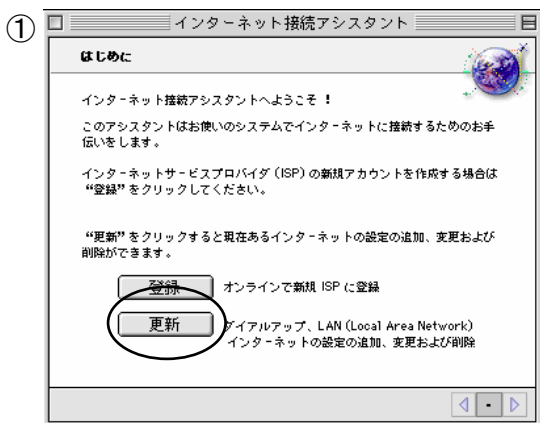 ①
インターネット接続アシスタント
はじめに
インターネット接続アシスタントへようこそ！
このアシスタントはお使いのシステムでインターネットに接続するためのお手
伝いをします。
インターネットサービスプロバイダ（ISP）の新規アカウントを作成する場合は
“登録”をクリックしてください。
“更新”をクリックすると現在あるインターネットの設定の追加、変更および
削除ができます。
登録 オンラインで新規 ISP に登録
更新 ダイアルアップ、LAN（Local Area Network）
インターネットの設定の追加、変更および削除